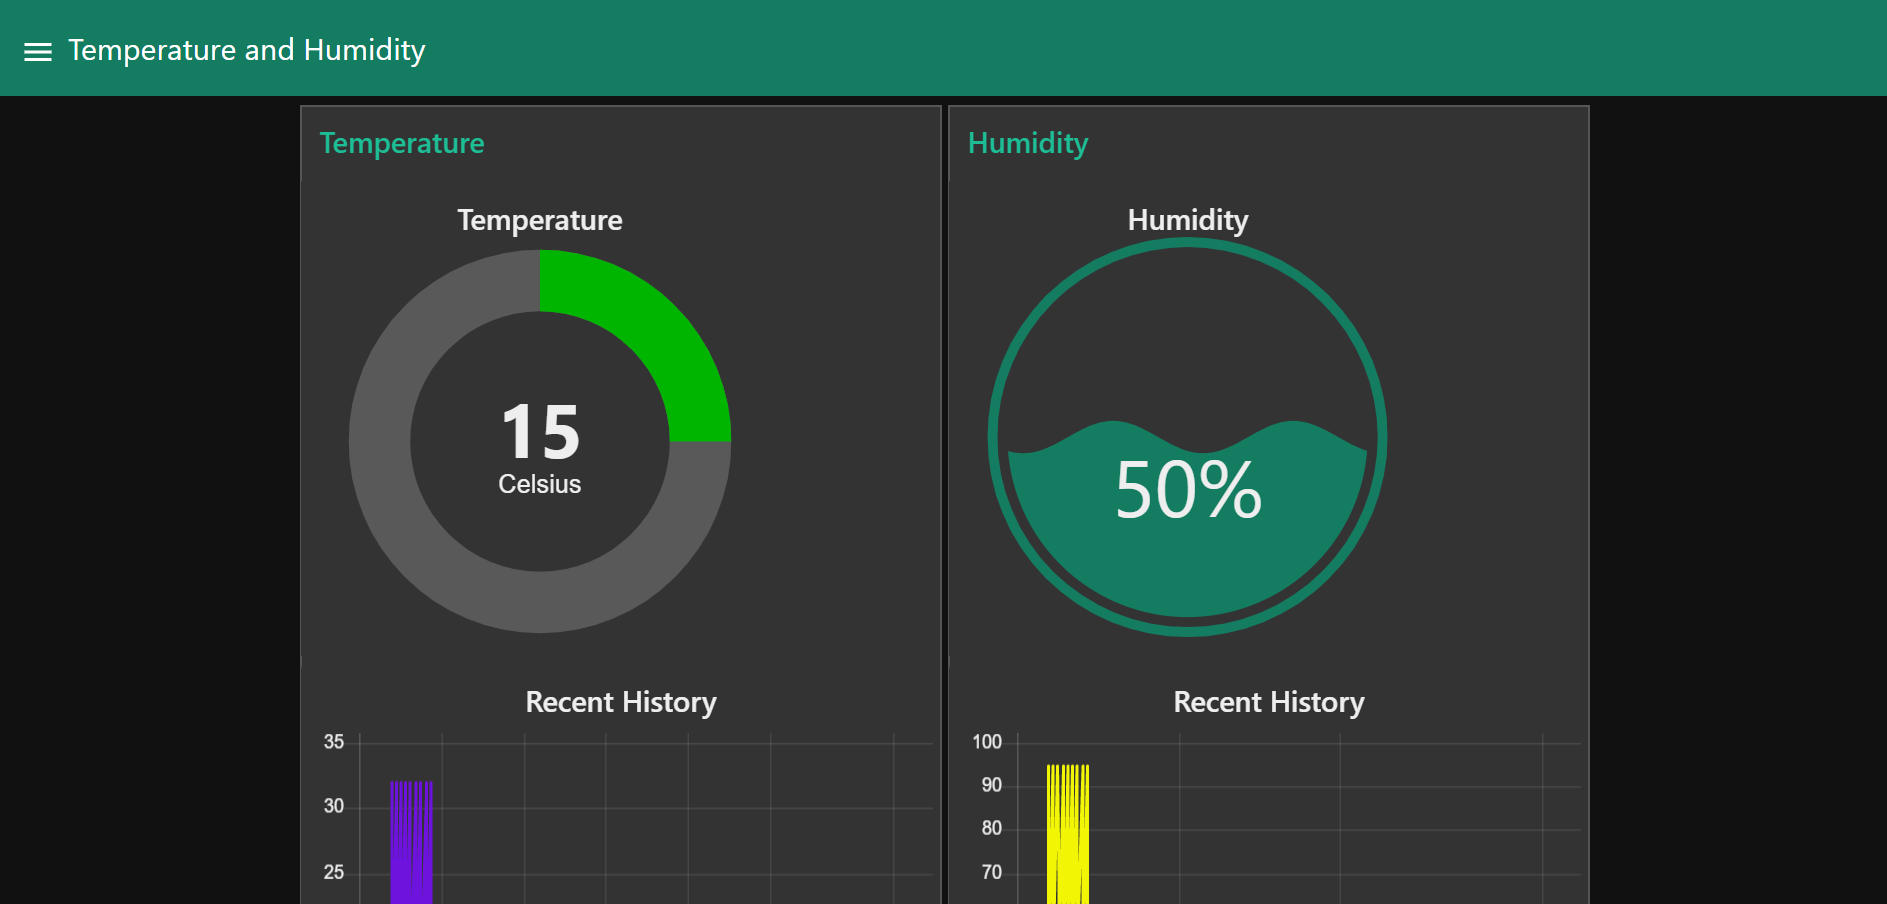 Temperature and Humidity
Temperature
Temperature
15
Celsius
Recent History
35
30
25
Humidity
Humidity
50%
Recent History
100
90
80
70